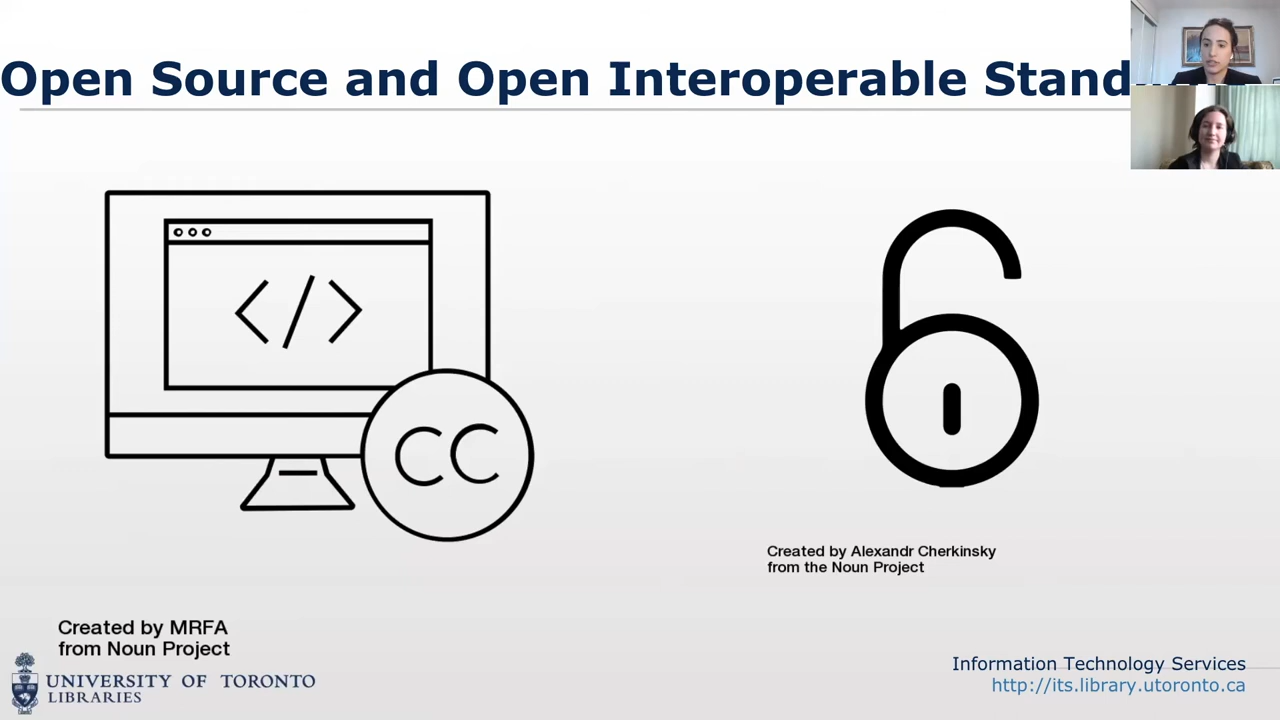 Open Source and Open Interoperable Stand
</>
CC
Created by Alexandr Cherkinsky
from the Noun Project
Created by MRFA
from Noun Project
UNIVERSITY OF TORONTO
LIBRARIES
Information Technology Services
http://its.library.utoronto.ca